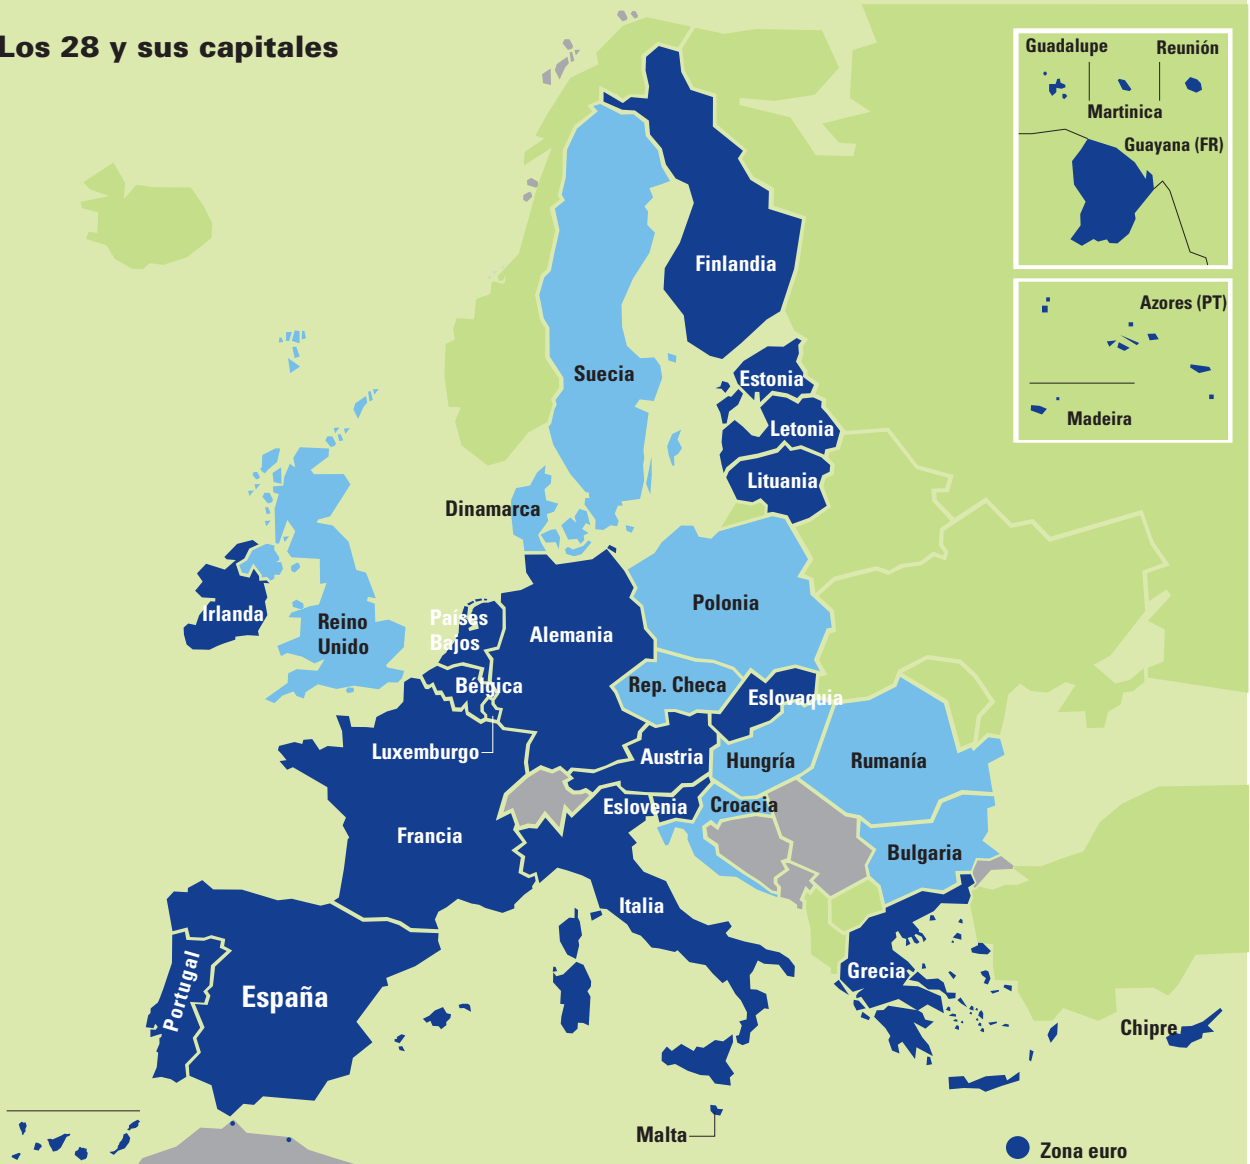 Los 28 y sus capitales
Guadalupe
Reunión
Martinica
Guayana (FR)
Finlandia
Azores (PT)
Madeira
Suecia
Estonia
Letonia
Lituania
Dinamarca
Irlanda
Reino
Unido
Países
Bajos
Alemania
Polonia
Bélgica
Rep. Checa
Eslovaquia
Luxemburgo
Austria
Hungría
Rumanía
Eslovenia
Croacia
Francia
Bulgaria
Italia
Portugal
España
Grecia
Chipre
Malta
Zona euro